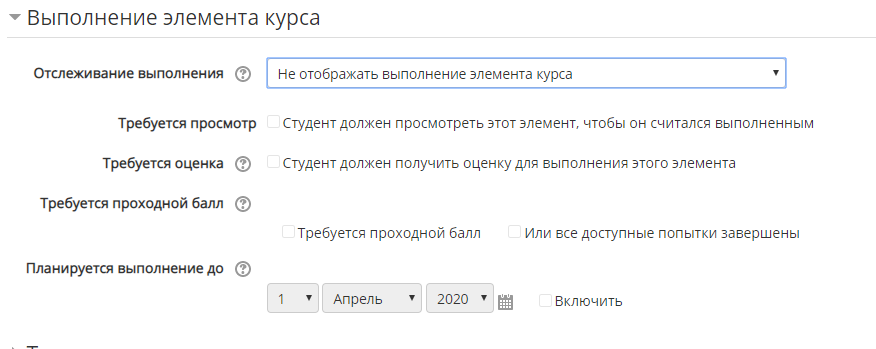 Выполнение элемента курса
Отслеживание выполнения Не отображать выполнение элемента курса
Требуется просмотр Студент должен просмотреть этот элемент, чтобы он считался выполненным
Требуется оценка Студент должен получить оценку для выполнения этого элемента
Требуется проходной балл
Требуется проходной балл Или все доступные попытки завершены
Планируется выполнение до
1 Апрель 2020 Включить